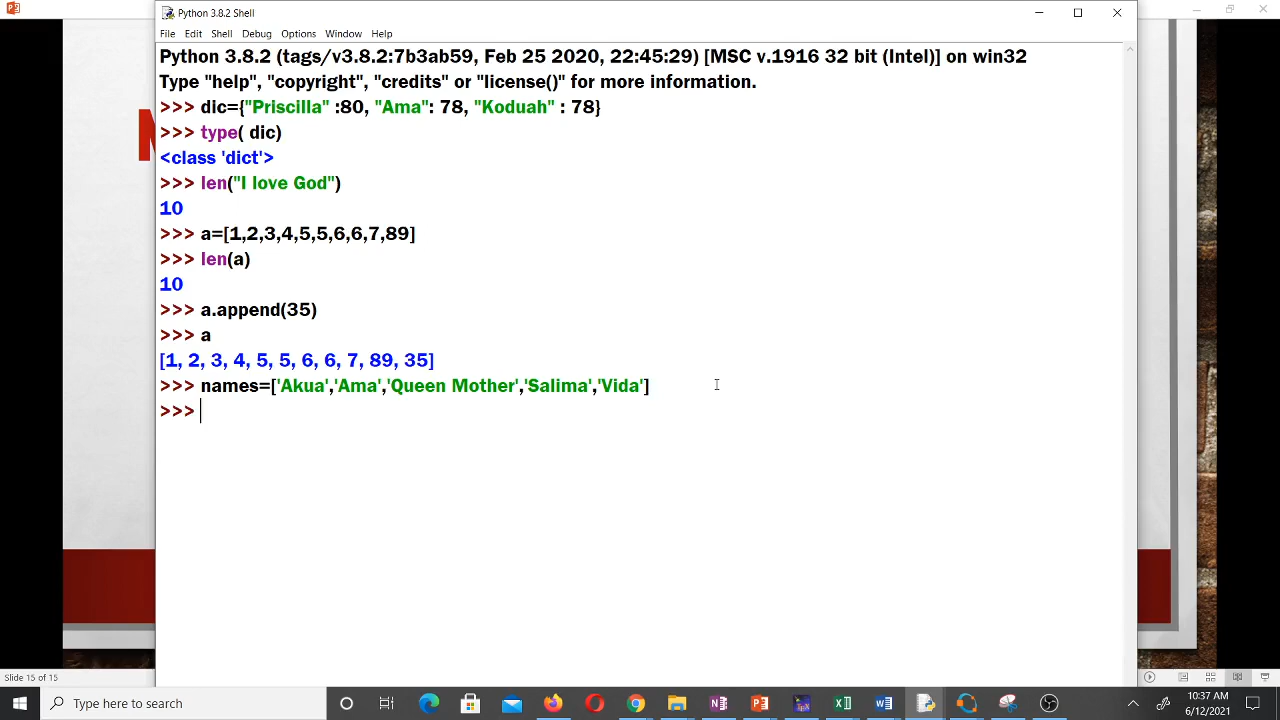 Python 3.8.2 Shell
File Edit Shell Debug Options Window Help
Python 3.8.2 (tags/v3.8.2:7b3ab59, Feb 25 2020, 22:45:29) [MSC v.1916 32 bit (Intel)] on win32
Type "help", "copyright", "credits" or "license()" for more information.
>>> dic={"Priscilla" :80, "Ama": 78, "Koduah" : 78}
>>> type( dic)
<class 'dict'>
>>> len("I love God")
10
>>> a=[1,2,3,4,5,5,6,6,7,89]
>>> len(a)
10
>>> a.append(35)
>>> a
[1, 2, 3, 4, 5, 5, 6, 6, 7, 89, 35]
>>> names=['Akua','Ama','Queen Mother','Salima','Vida']
>>>
Slide 15 of 15
Type here to search
10:37 AM
6/12/2021